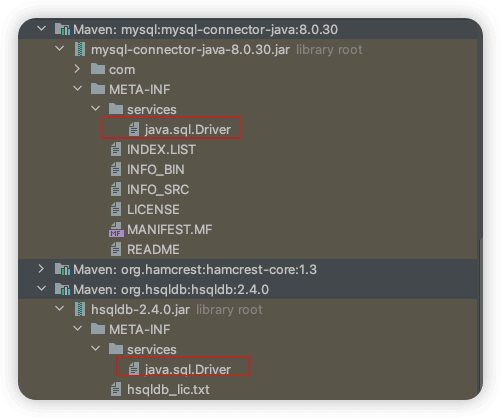 Maven: mysql:mysql-connector-java:8.0.30
mysql-connector-java-8.0.30.jar library root
com
META-INF
services
java.sql.Driver
INDEX.LIST
INFO_BIN
INFO_SRC
LICENSE
MF MANIFEST.MF
README
Maven: org.hamcrest:hamcrest-core:1.3
Maven: org.hsqldb:hsqldb:2.4.0
hsqldb-2.4.0.jar library root
META-INF
services
java.sql.Driver
hsqldb_lic.txt